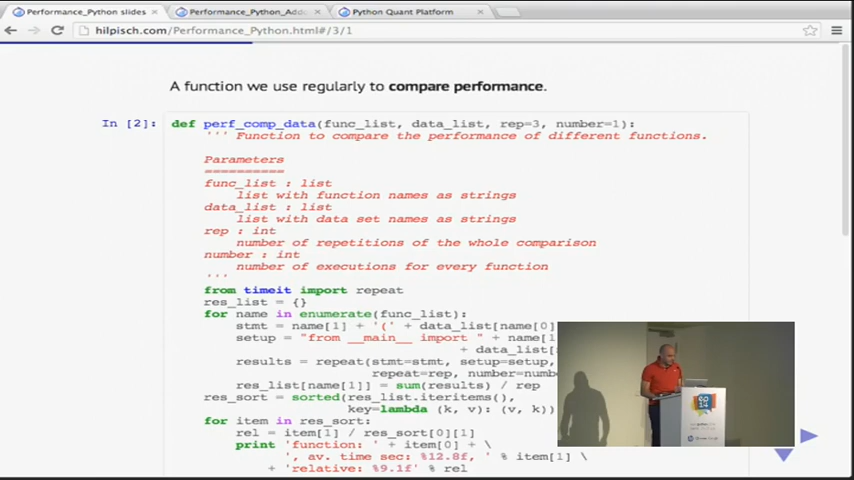 Performance_Python slides
Performance_Python_Addo
Python Quant Platform
hilpisch.com/Performance_Python.html#/3/1
A function we use regularly to compare performance.
In [2]:
def perf_comp_data(func_list, data_list, rep=3, number=1):
''' Function to compare the performance of different functions.
Parameters
==========
func_list : list
list with function names as strings
data_list : list
list with data set names as strings
rep : int
number of repetitions of the whole comparison
number : int
number of executions for every function
'''
from timeit import repeat
res_list = {}
for name in enumerate(func_list):
stmt = name[1] + '(' + data_list[name[0]
setup = "from __main__ import " + name[1
+ data_list[
results = repeat(stmt=stmt, setup=setup,
repeat=rep, number=numbe
res_list[name[1]] = sum(results) / rep
res_sort = sorted(res_list.iteritems(),
key=lambda (k, v): (v, k))
for item in res_sort:
rel = item[1] / res_sort[0][1]
print 'function: ' + item[0] + \
', av. time sec: %12.8f, ' % item[1] \
+ 'relative: %9.1f' % rel